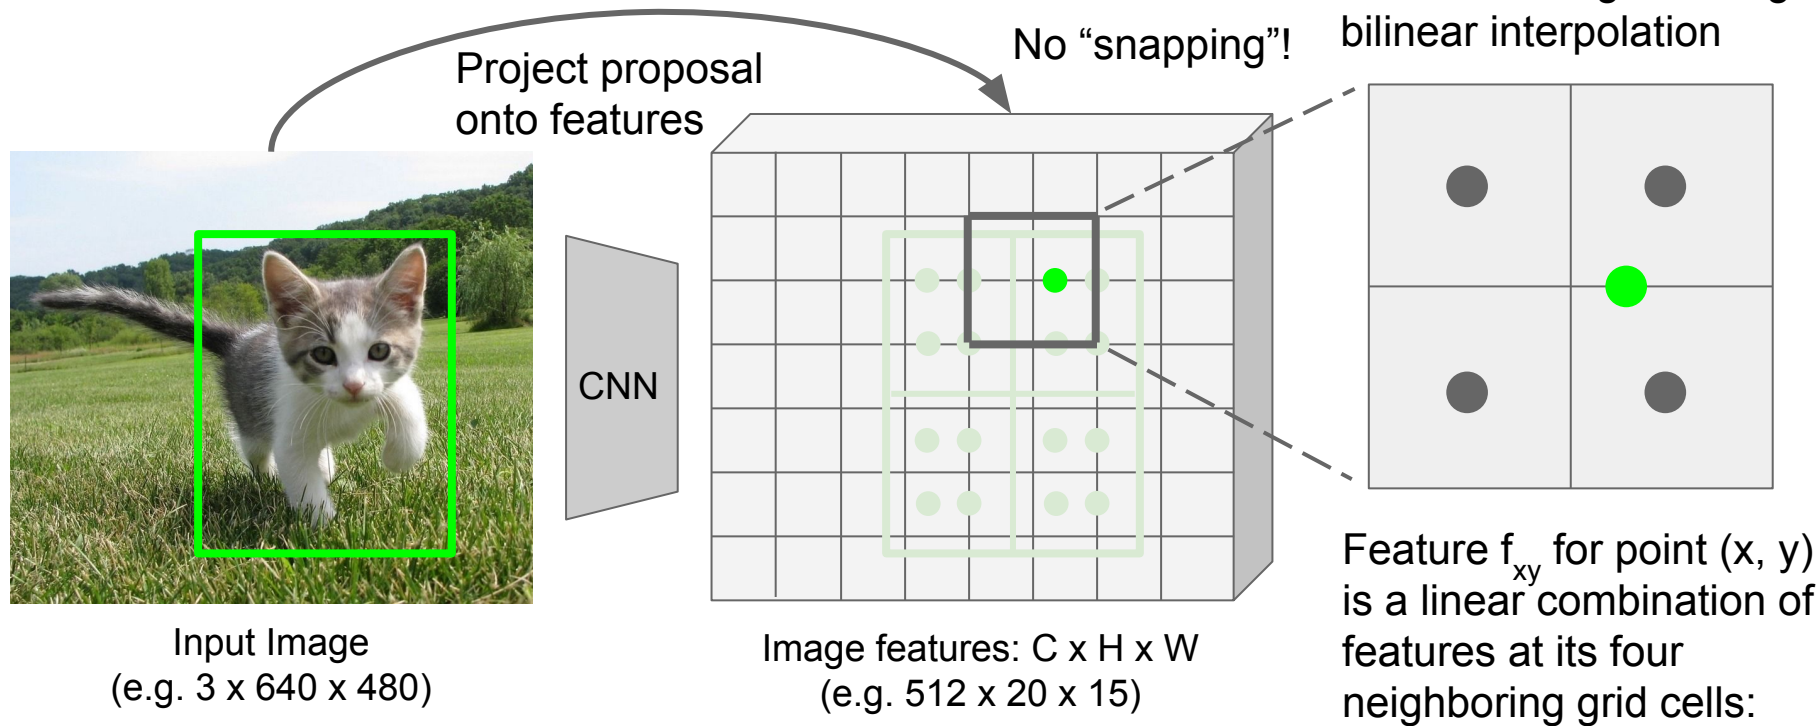 Project proposal
onto features
No “snapping”!
bilinear interpolation
CNN
Input Image
(e.g. 3 x 640 x 480)
Image features: C x H x W
(e.g. 512 x 20 x 15)
Feature fxy for point (x, y)
is a linear combination of
features at its four
neighboring grid cells: